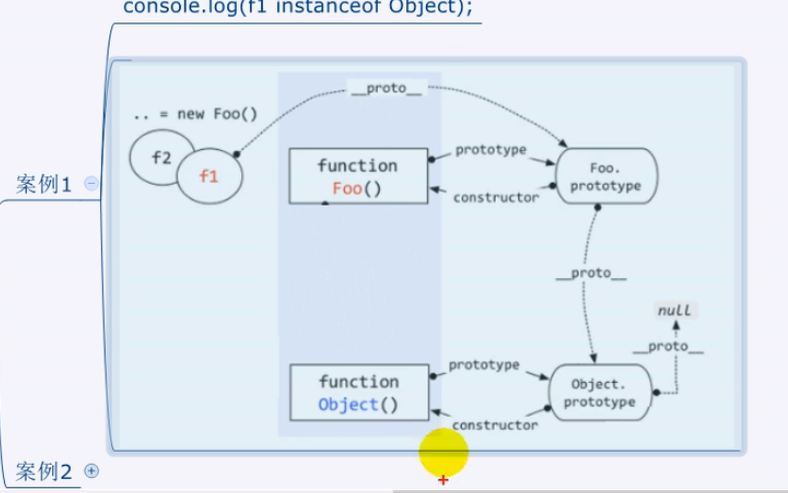 console.log(f1 instanceof Object);
__proto__
.. = new Foo()
f2
f1
function
Foo()
prototype
constructor
Foo.
prototype
案例1
__proto__
null
__proto__
function
Object()
prototype
constructor
Object.
prototype
案例2